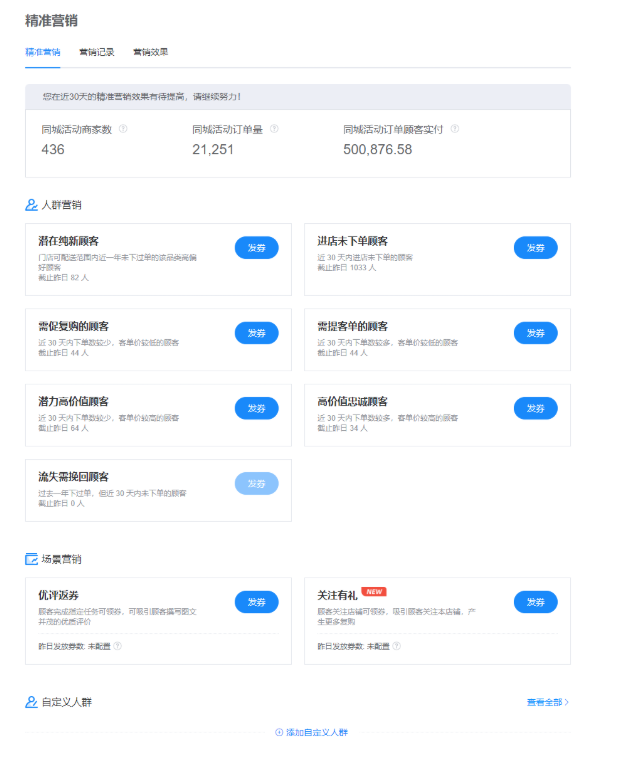 精准营销
精准营销 营销记录 营销效果
您在近30天的精准营销效果有待提高，请继续努力！
同城活动商家数 同城活动订单量 同城活动订单顾客实付
436 21,251 500,876.58
人群营销
潜在纯新顾客 发券
门店可配送范围内近一年未下过单的该品类高偏
好顾客
截止昨日 82 人
进店未下单顾客 发券
近 30 天内进店未下单的顾客
截止昨日 1033 人
需促复购的顾客 发券
近 30 天内下单数较少，客单价较低的顾客
截止昨日 44 人
需提客单的顾客 发券
近 30 天内下单数较多，客单价较低的顾客
截止昨日 44 人
潜力高价值顾客 发券
近 30 天内下单数较少，客单价较高的顾客
截止昨日 64 人
高价值忠诚顾客 发券
近 30 天内下单数较多，客单价较高的顾客
截止昨日 34 人
流失需挽回顾客 发券
过去一年下过单，但近 30 天内未下单的顾客
截止昨日 0 人
场景营销
优评返券 发券
顾客完成指定任务可领券，可吸引顾客撰写图文
并茂的优质评价
昨日发放券数: 未配置
关注有礼 NEW 发券
顾客关注店铺可领券，吸引顾客关注本店铺，产
生更多复购
昨日发放券数: 未配置
自定义人群 查看全部
添加自定义人群